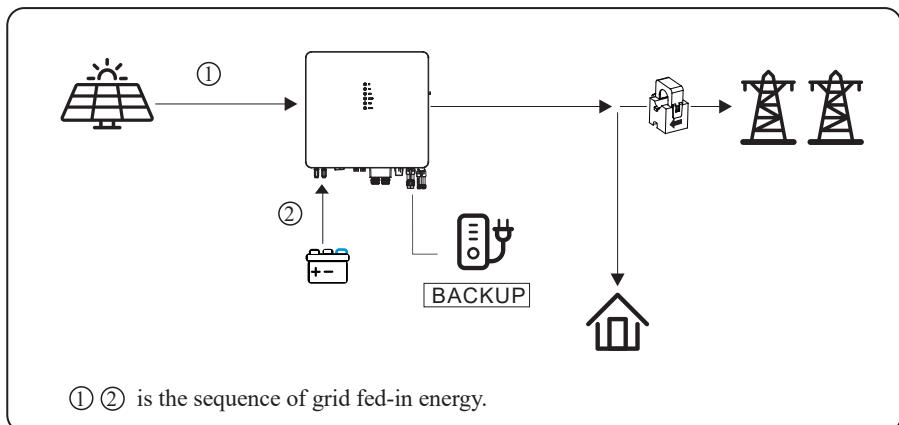 ①
②
+ −
BACKUP
① ② is the sequence of grid fed-in energy.